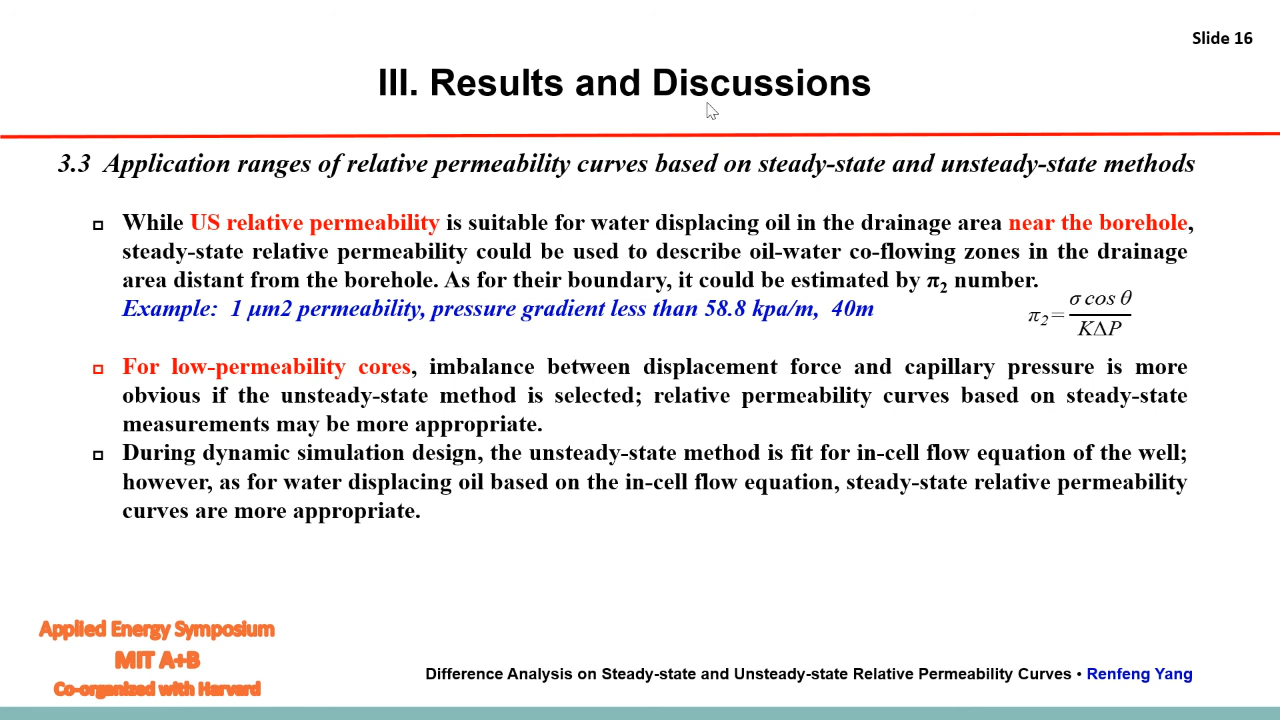 Slide 16
III. Results and Discussions
3.3 Application ranges of relative permeability curves based on steady-state and unsteady-state methods
While US relative permeability is suitable for water displacing oil in the drainage area near the borehole,
steady-state relative permeability could be used to describe oil-water co-flowing zones in the drainage
area distant from the borehole. As for their boundary, it could be estimated by π₂ number.
Example: 1 μm2 permeability, pressure gradient less than 58.8 kpa/m, 40m
π₂ = σ cos θ / KΔP
For low-permeability cores, imbalance between displacement force and capillary pressure is more
obvious if the unsteady-state method is selected; relative permeability curves based on steady-state
measurements may be more appropriate.
During dynamic simulation design, the unsteady-state method is fit for in-cell flow equation of the well;
however, as for water displacing oil based on the in-cell flow equation, steady-state relative permeability
curves are more appropriate.
Applied Energy Symposium
MIT A+B
Co-organized with Harvard
Difference Analysis on Steady-state and Unsteady-state Relative Permeability Curves • Renfeng Yang